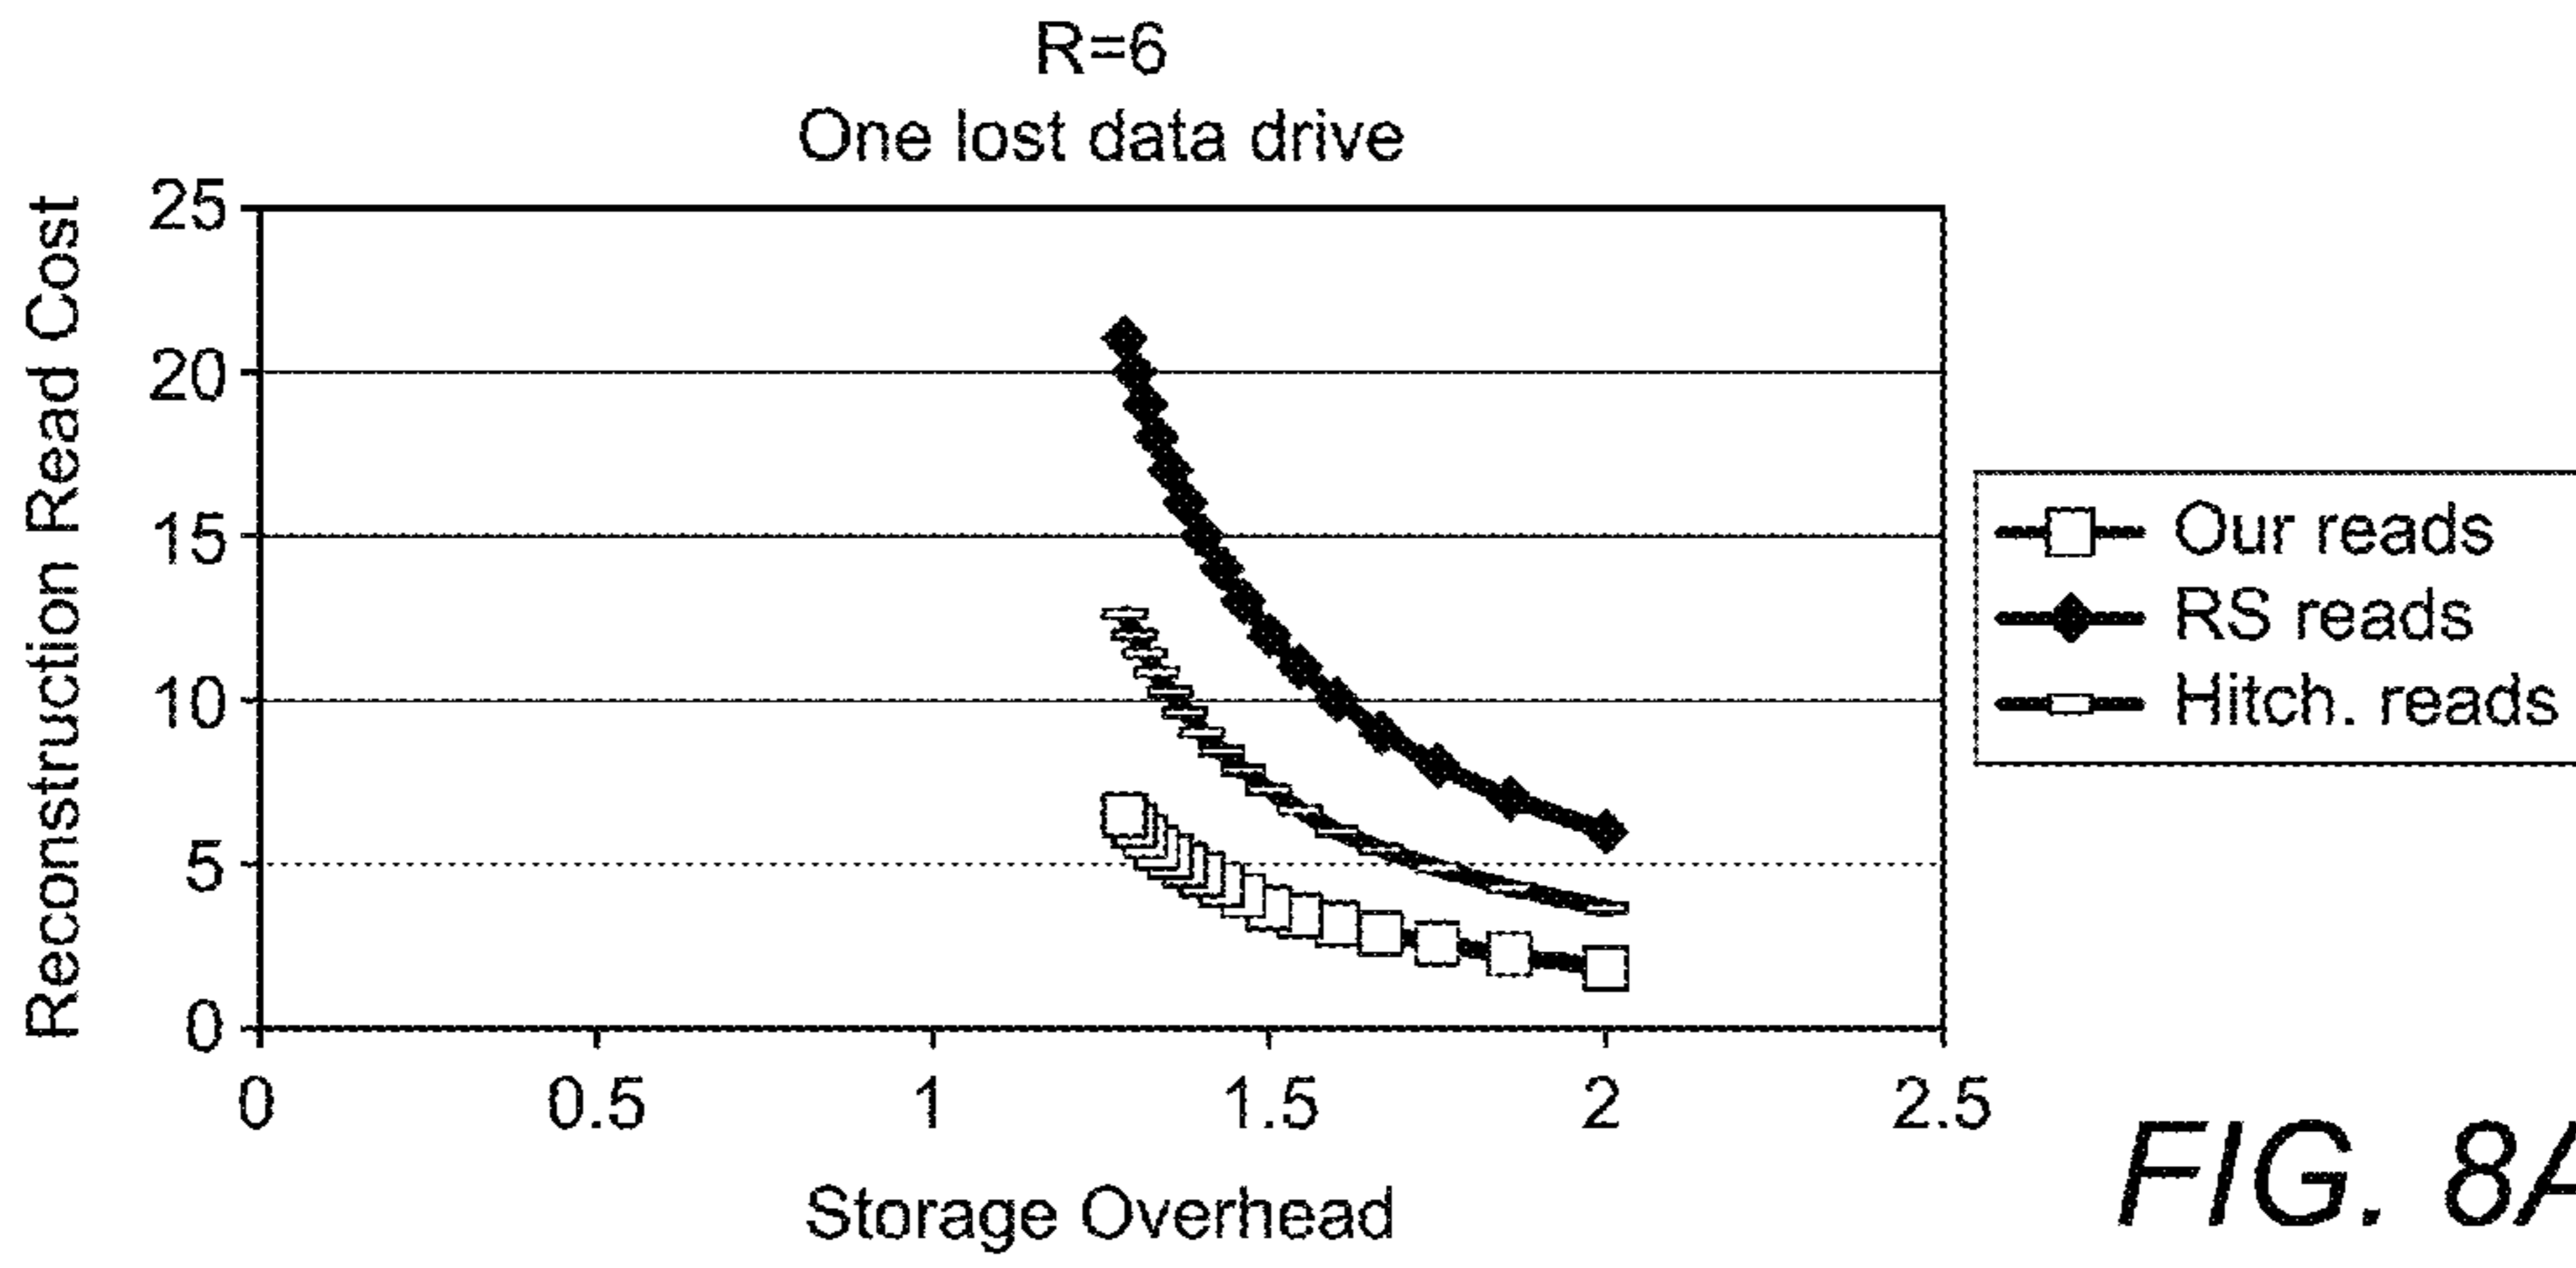 R=6
One lost data drive
Reconstruction Read Cost
25
20
15
10
5
0
0 0.5 1 1.5 2 2.5
Storage Overhead
Our reads
RS reads
Hitch. reads
FIG. 8A